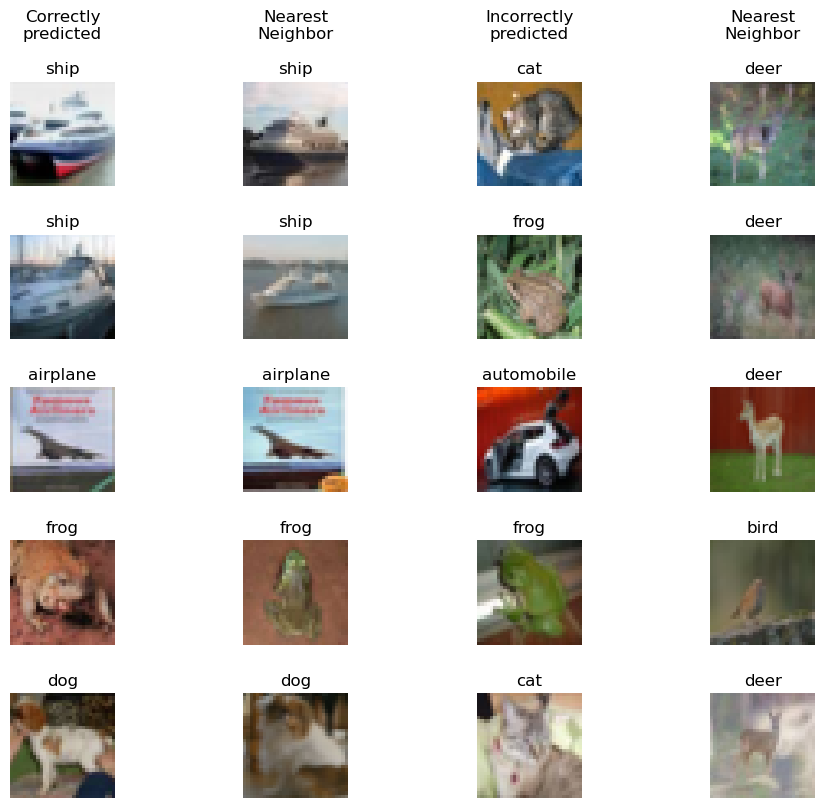 Correctly
predicted
Nearest
Neighbor
Incorrectly
predicted
Nearest
Neighbor
ship
ship
cat
deer
ship
ship
frog
deer
airplane
airplane
automobile
deer
frog
frog
frog
bird
dog
dog
cat
deer